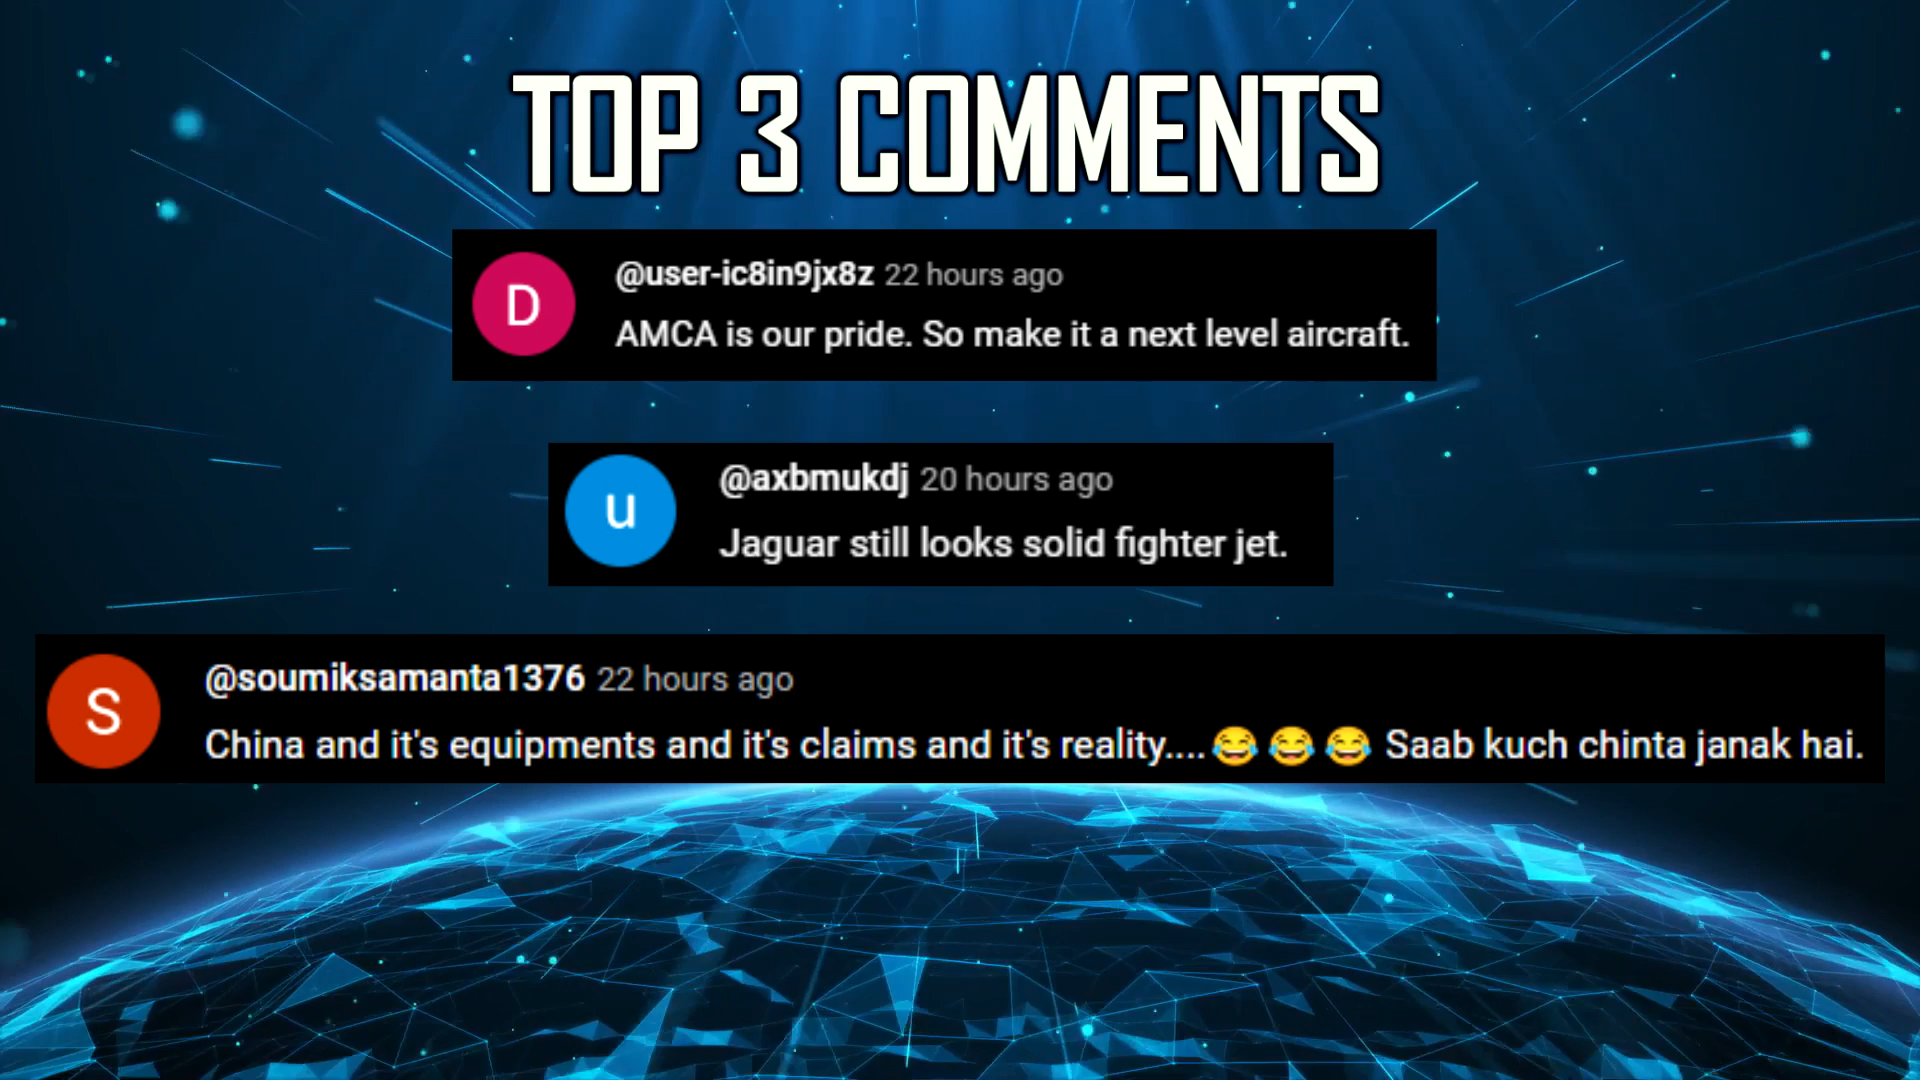 TOP 3 COMMENTS
D
@user-ic8in9jx8z 22 hours ago
AMCA is our pride. So make it a next level aircraft.
u
@axbmukdj 20 hours ago
Jaguar still looks solid fighter jet.
S
@soumiksamanta1376 22 hours ago
China and it's equipments and it's claims and it's reality....😂😂😂 Saab kuch chinta janak hai.